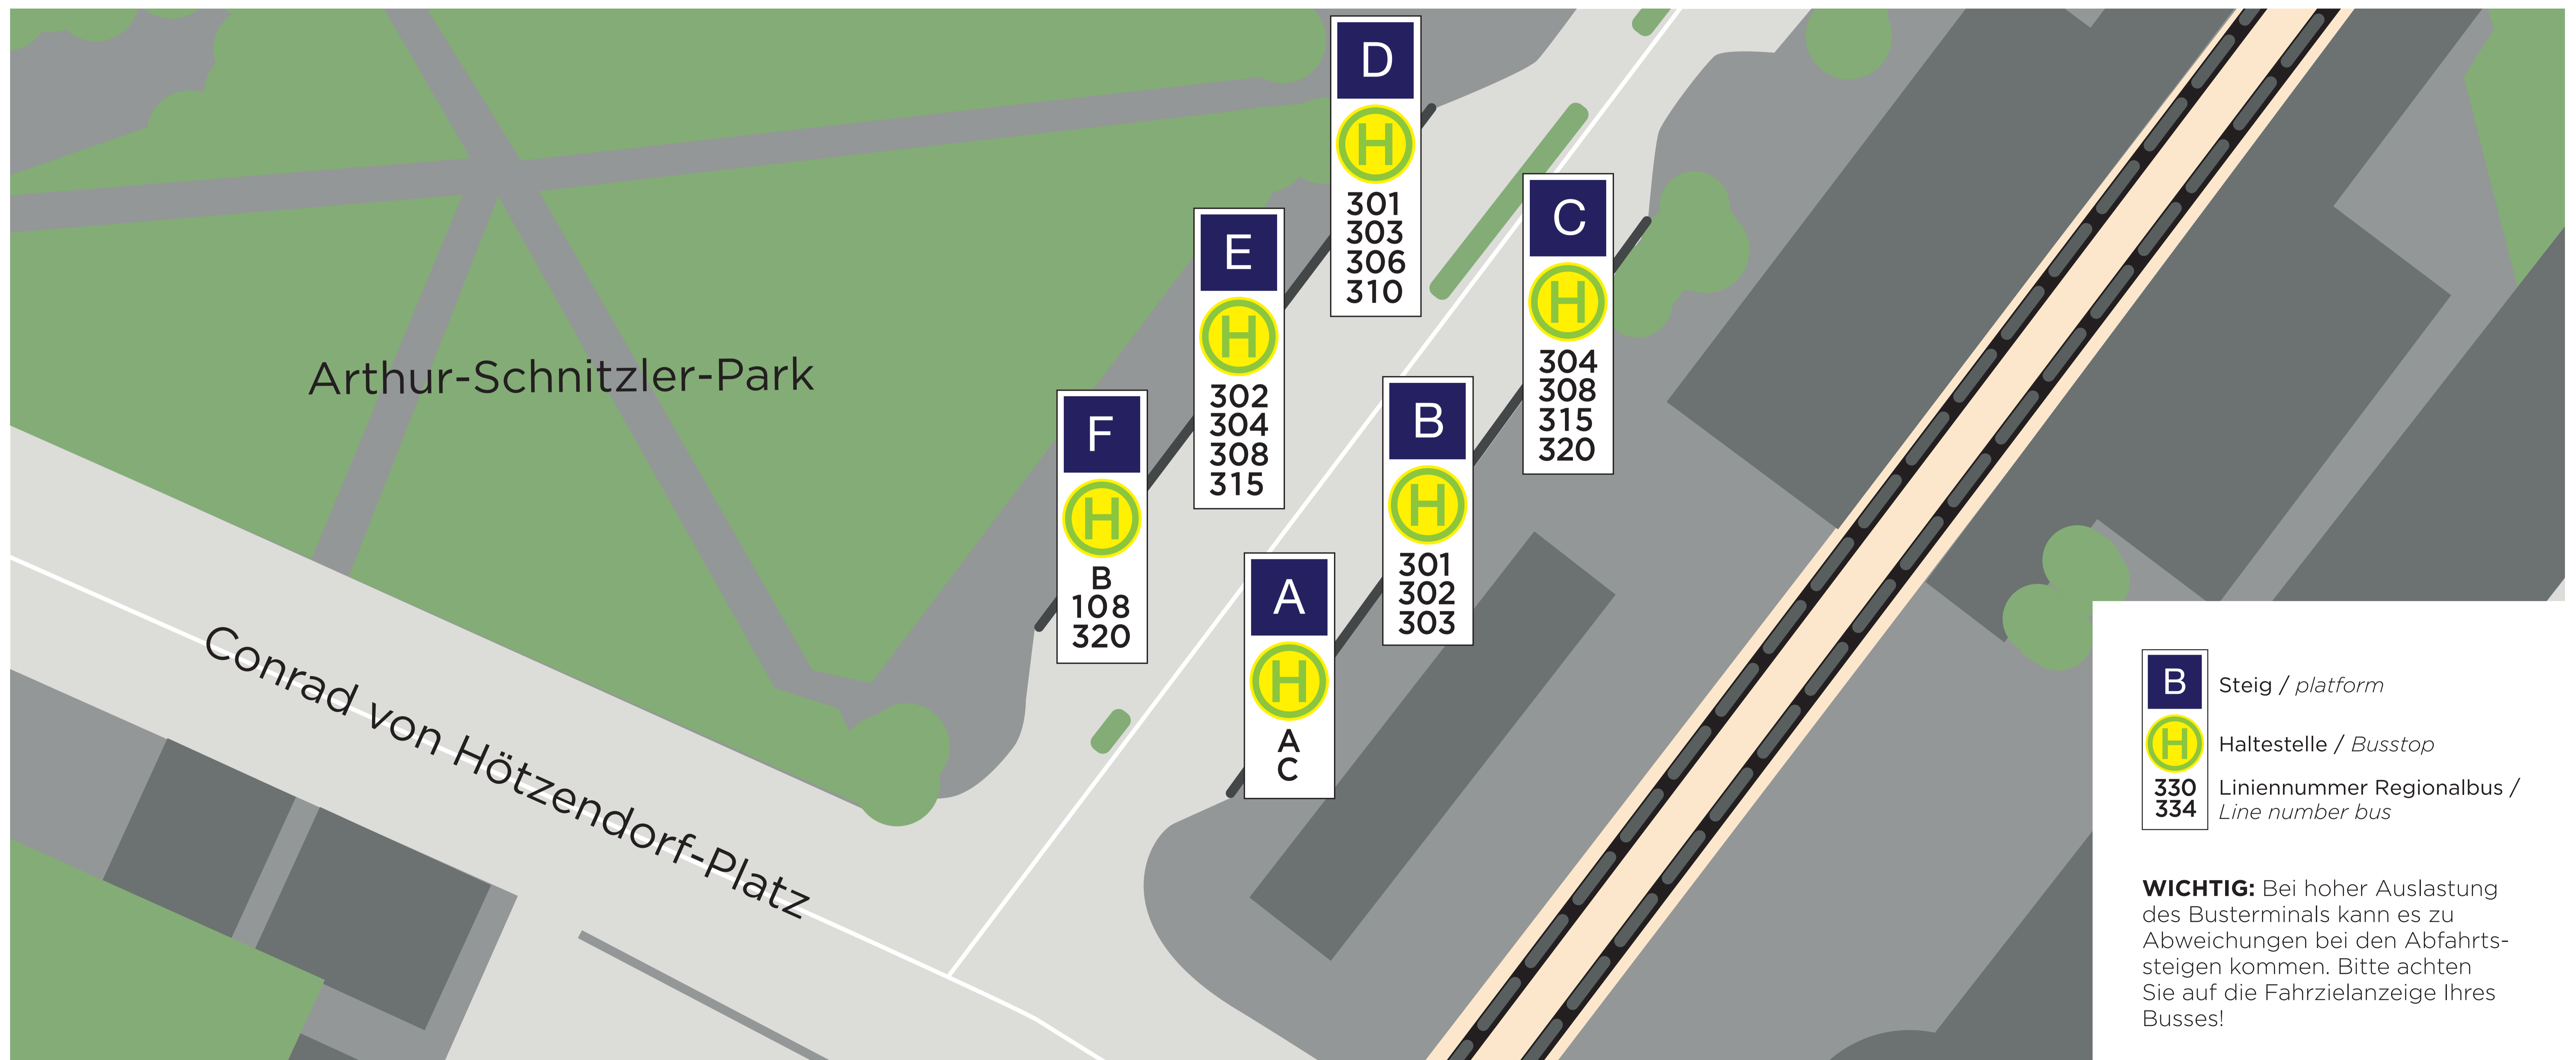 D
H
301
303
306
310
C
H
304
308
315
320
E
H
302
304
308
315
B
H
301
302
303
F
H
B
108
320
A
H
A
C
Arthur-Schnitzler-Park
Conrad von Hötzendorf-Platz
B
Steig / platform
H
Haltestelle / Busstop
330
334
Liniennummer Regionalbus /
Line number bus
WICHTIG: Bei hoher Auslastung
des Busterminals kann es zu
Abweichungen bei den Abfahrts-
steigen kommen. Bitte achten
Sie auf die Fahrzielanzeige Ihres
Busses!